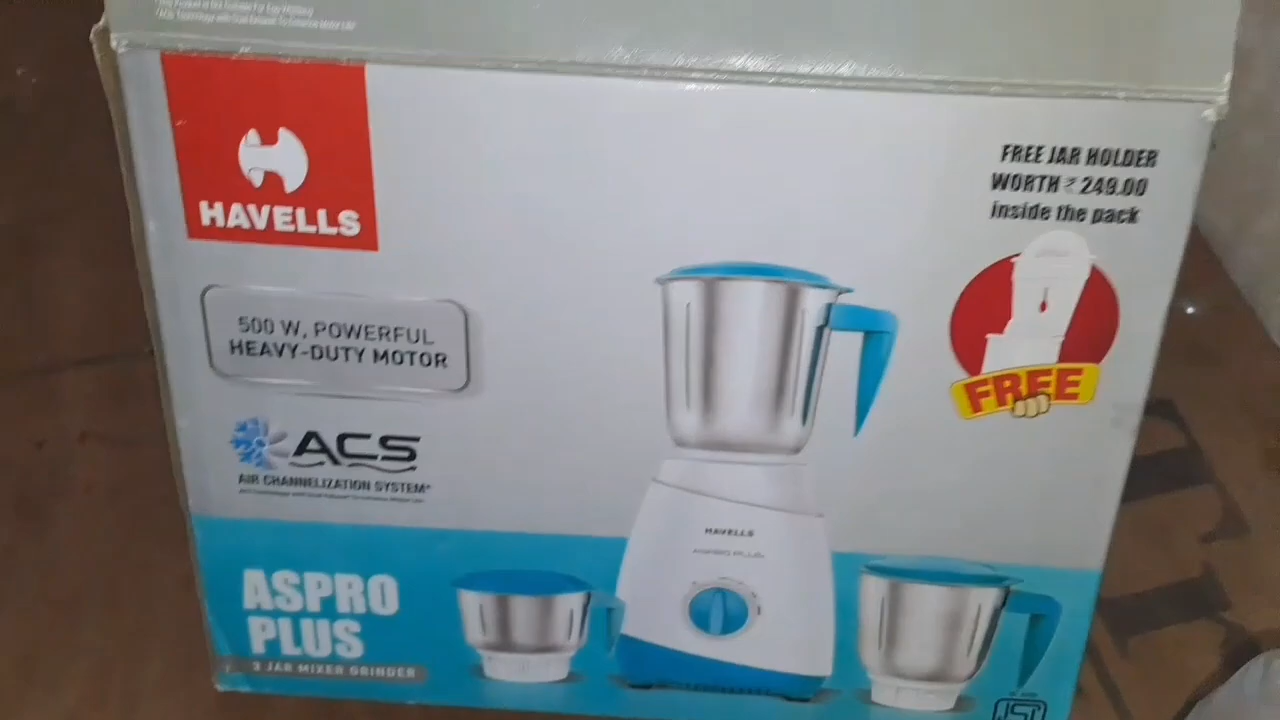 HAVELLS
FREE JAR HOLDER
WORTH ₹ 249.00
inside the pack
FREE
500 W, POWERFUL
HEAVY-DUTY MOTOR
ACS
AIR CHANNELIZATION SYSTEM*
HAVELLS
ASPRO PLUS
ASPRO
PLUS
3 JAR MIXER GRINDER